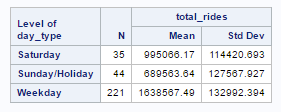 Level of day_type N total_rides
Mean Std Dev
Saturday 35 995066.17 114420.693
Sunday/Holiday 44 689563.64 127567.927
Weekday 221 1638567.49 132992.394